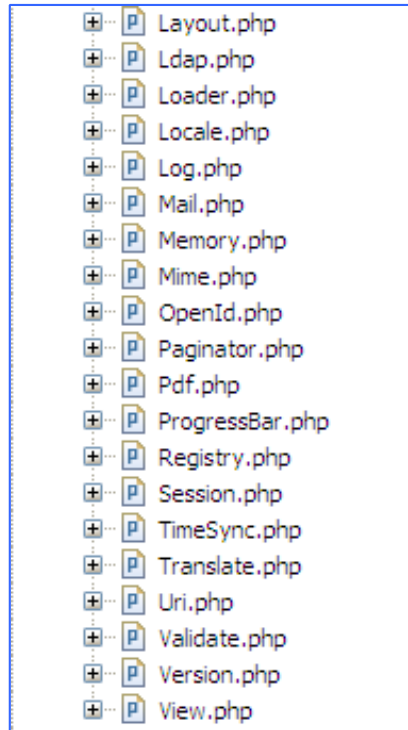 Layout.php
Ldap.php
Loader.php
Locale.php
Log.php
Mail.php
Memory.php
Mime.php
OpenId.php
Paginator.php
Pdf.php
ProgressBar.php
Registry.php
Session.php
TimeSync.php
Translate.php
Uri.php
Validate.php
Version.php
View.php